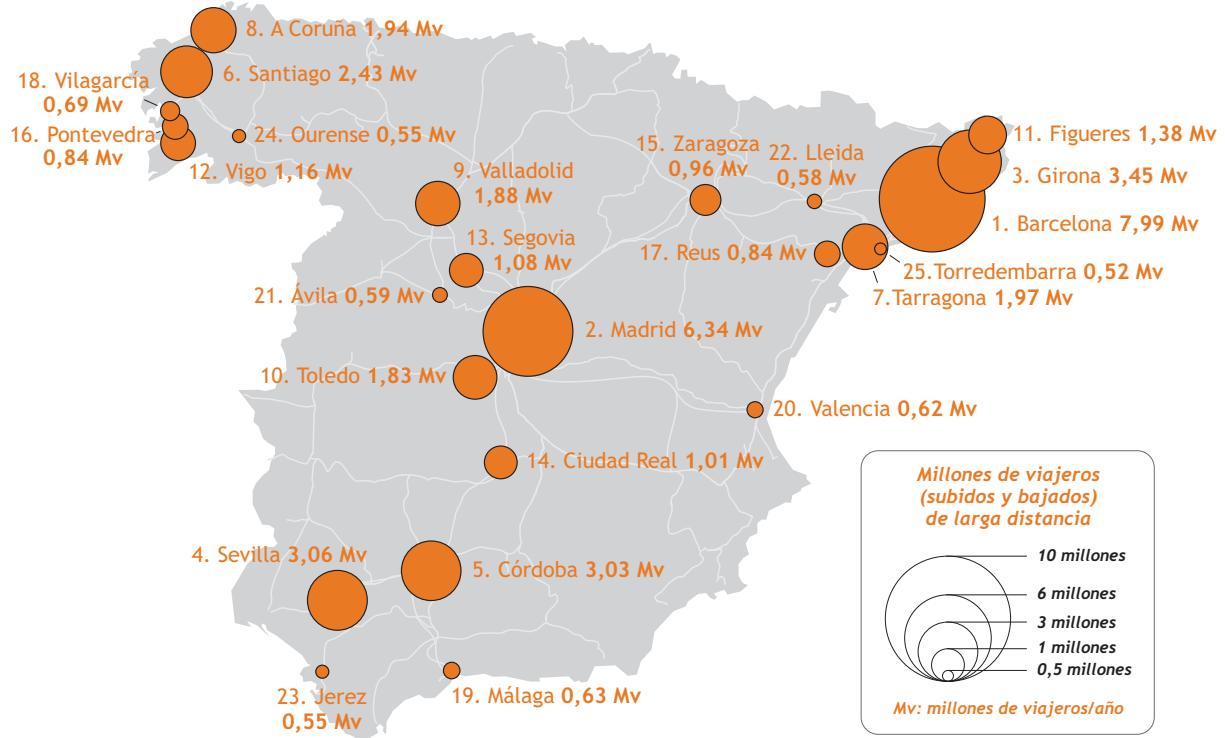 8. A Coruña 1,94 Mv
6. Santiago 2,43 Mv
18. Vilagarcía
0,69 Mv
16. Pontevedra
0,84 Mv
24. Ourense 0,55 Mv
12. Vigo 1,16 Mv
9. Valladolid
1,88 Mv
15. Zaragoza
0,96 Mv
22. Lleida
0,58 Mv
11. Figueres 1,38 Mv
3. Girona 3,45 Mv
1. Barcelona 7,99 Mv
13. Segovia
1,08 Mv
17. Reus 0,84 Mv
25.Torredembarra 0,52 Mv
7.Tarragona 1,97 Mv
21. Ávila 0,59 Mv
2. Madrid 6,34 Mv
10. Toledo 1,83 Mv
20. Valencia 0,62 Mv
14. Ciudad Real 1,01 Mv
4. Sevilla 3,06 Mv
5. Córdoba 3,03 Mv
23. Jerez
0,55 Mv
19. Málaga 0,63 Mv
Millones de viajeros
(subidos y bajados)
de larga distancia
10 millones
6 millones
3 millones
1 millones
0,5 millones
Mv: millones de viajeros/año